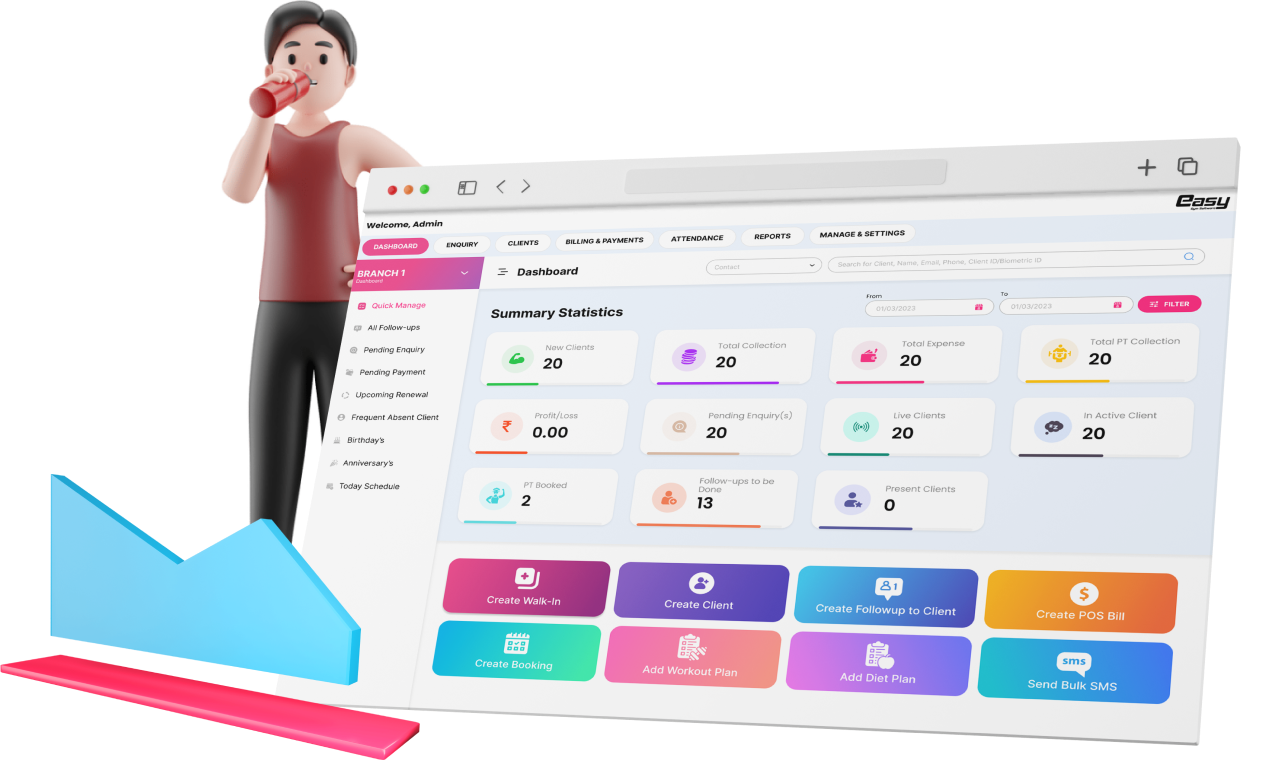 easy
Gym Software
Welcome, Admin
DASHBOARD
ENQUIRY
CLIENTS
BILLING & PAYMENTS
ATTENDANCE
REPORTS
MANAGE & SETTINGS
BRANCH 1
Dashboard
Dashboard
Contact
Search for Client, Name, Email, Phone, Client ID/Biometric ID
Quick Manage
All Follow-ups
Pending Enquiry
Pending Payment
Upcoming Renewal
Frequent Absent Client
Birthday's
Anniversary's
Today Schedule
Summary Statistics
From
01/03/2023
To
01/03/2023
FILTER
New Clients
20
Total Collection
20
Total Expense
20
Total PT Collection
20
Profit/Loss
0.00
Pending Enquiry(s)
20
Live Clients
20
In Active Client
20
PT Booked
2
Follow-ups to be
Done
13
Present Clients
0
Create Walk-In
Create Client
1
Create Followup to Client
$
Create POS Bill
Create Booking
Add Workout Plan
Add Diet Plan
sms
Send Bulk SMS